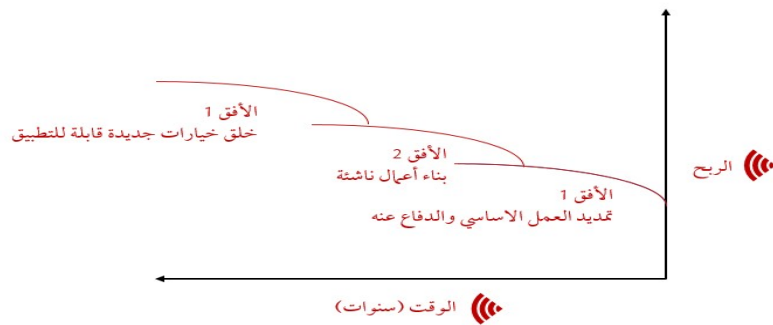 الأفق 1
خلق خيارات جديدة قابلة للتطبيق
الأفق 2
بناء أعمال ناشئة
الأفق 1
تمديد العمل الاساسي والدفاع عنه
الربح
الوقت (سنوات)